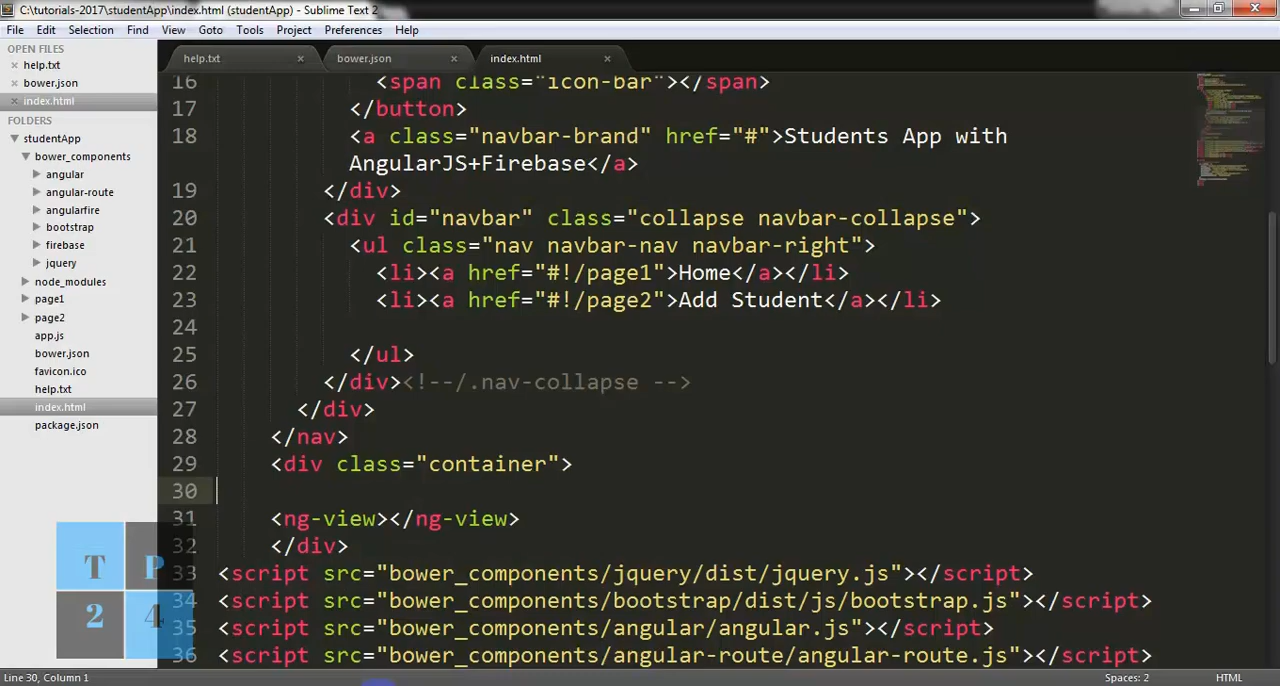 C:\tutorials-2017\studentApp\index.html (studentApp) - Sublime Text 2
File Edit Selection Find View Goto Tools Project Preferences Help
OPEN FILES
× help.txt
× bower.json
× index.html
FOLDERS
studentApp
bower_components
angular
angular-route
angularfire
bootstrap
firebase
jquery
node_modules
page1
page2
app.js
bower.json
favicon.ico
help.txt
index.html
package.json
help.txt × bower.json × index.html ×
16 <span class="icon-bar"></span>
17 </button>
18 <a class="navbar-brand" href="#">Students App with
AngularJS+Firebase</a>
19 </div>
20 <div id="navbar" class="collapse navbar-collapse">
21 <ul class="nav navbar-nav navbar-right">
22 <li><a href="#!/page1">Home</a></li>
23 <li><a href="#!/page2">Add Student</a></li>
24
25 </ul>
26 </div><!--/.nav-collapse -->
27 </div>
28 </nav>
29 <div class="container">
30
31 <ng-view></ng-view>
32 </div>
33 <script src="bower_components/jquery/dist/jquery.js"></script>
34 <script src="bower_components/bootstrap/dist/js/bootstrap.js"></script>
35 <script src="bower_components/angular/angular.js"></script>
36 <script src="bower_components/angular-route/angular-route.js"></script>
T P
2 4
Line 30, Column 1
Spaces: 2
HTML